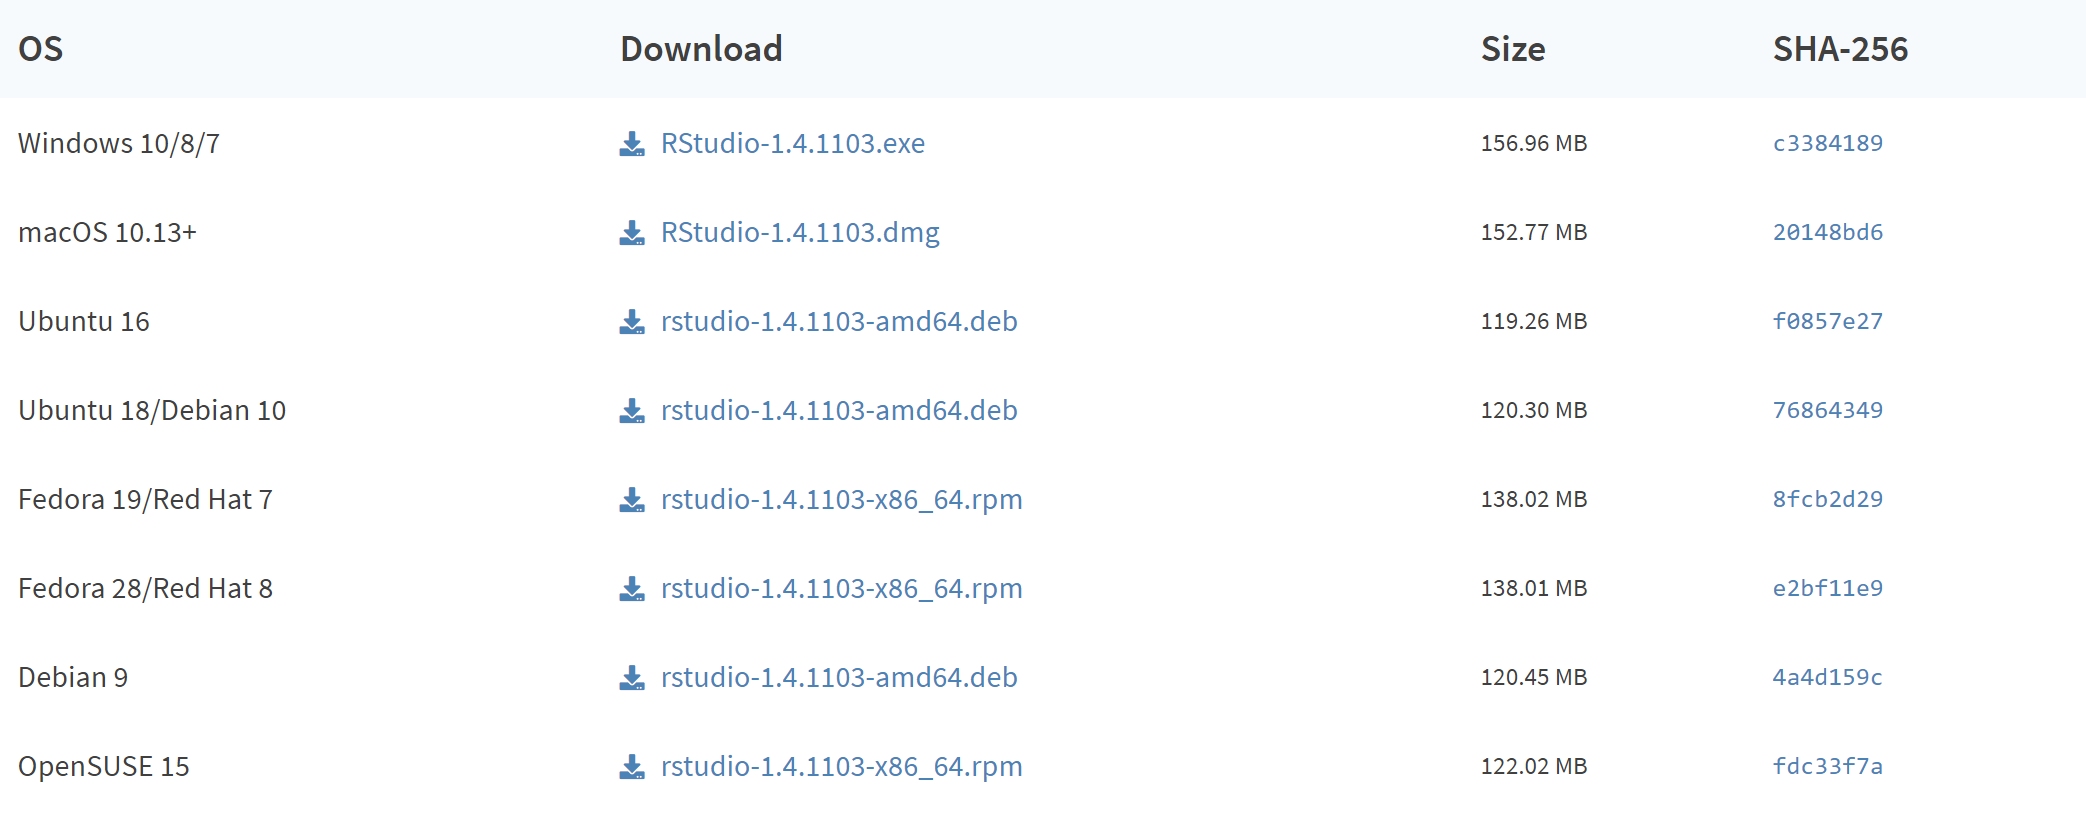 OS Download Size SHA-256
Windows 10/8/7 RStudio-1.4.1103.exe 156.96 MB c3384189
macOS 10.13+ RStudio-1.4.1103.dmg 152.77 MB 20148bd6
Ubuntu 16 rstudio-1.4.1103-amd64.deb 119.26 MB f0857e27
Ubuntu 18/Debian 10 rstudio-1.4.1103-amd64.deb 120.30 MB 76864349
Fedora 19/Red Hat 7 rstudio-1.4.1103-x86_64.rpm 138.02 MB 8fcb2d29
Fedora 28/Red Hat 8 rstudio-1.4.1103-x86_64.rpm 138.01 MB e2bf11e9
Debian 9 rstudio-1.4.1103-amd64.deb 120.45 MB 4a4d159c
OpenSUSE 15 rstudio-1.4.1103-x86_64.rpm 122.02 MB fdc33f7a